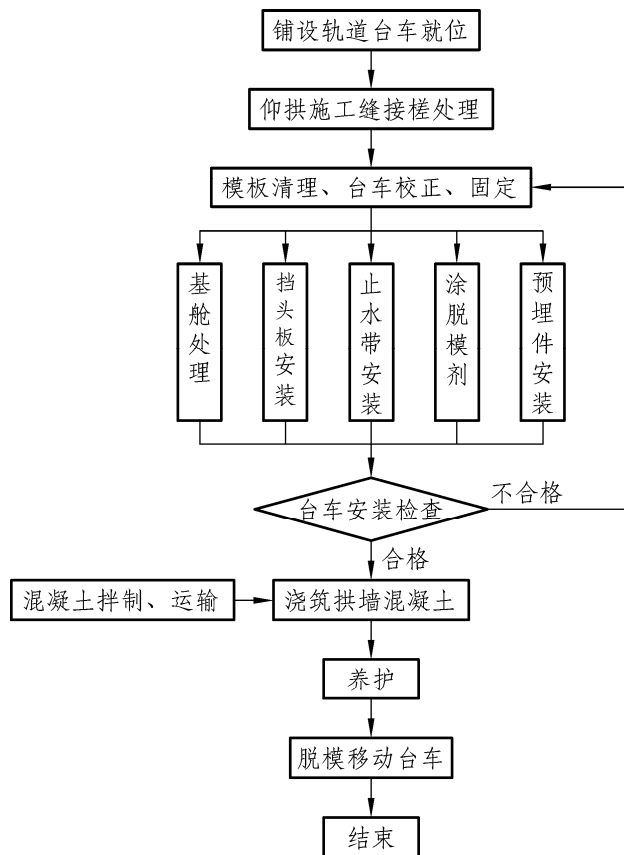 铺设轨道台车就位
仰拱施工缝接槎处理
模板清理、台车校正、固定
基舱处理
挡头板安装
止水带安装
涂脱模剂
预埋件安装
台车安装检查
不合格
合格
混凝土拌制、运输
浇筑拱墙混凝土
养护
脱模移动台车
结束